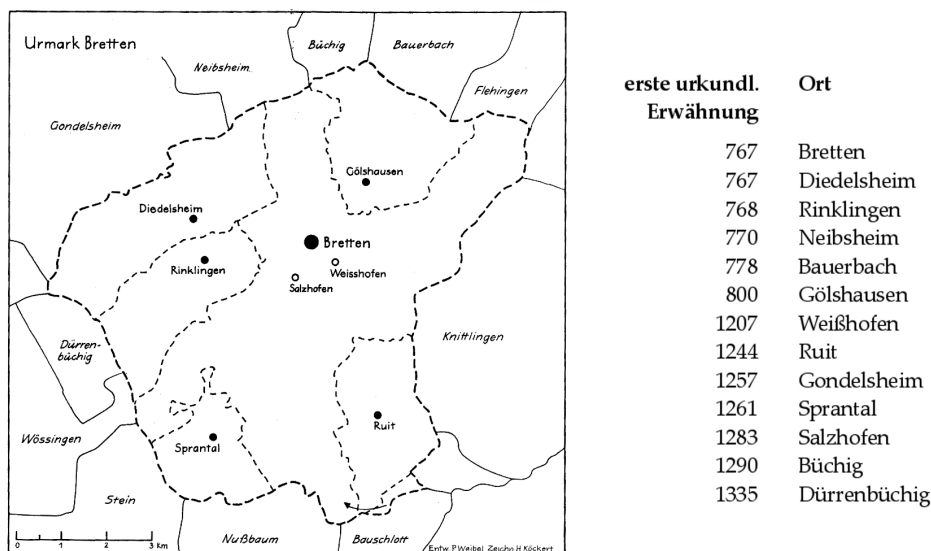 Urmark Bretten
Büchig
Bauerbach
Neibsheim
Flehingen
Gondelsheim
Gölshausen
Diedelsheim
Bretten
Rinklingen
Weisshofen
Salzhofen
Dürren-
büchig
Knittlingen
Wössingen
Sprantal
Ruit
Stein
Nußbaum
Bauschlott
0 1 2 3 km
Entw. P. Weibel Zeichn. H. Köckert
erste urkundl. Ort
Erwähnung
767 Bretten
767 Diedelsheim
768 Rinklingen
770 Neibsheim
778 Bauerbach
800 Gölshausen
1207 Weißhofen
1244 Ruit
1257 Gondelsheim
1261 Sprantal
1283 Salzhofen
1290 Büchig
1335 Dürrenbüchig